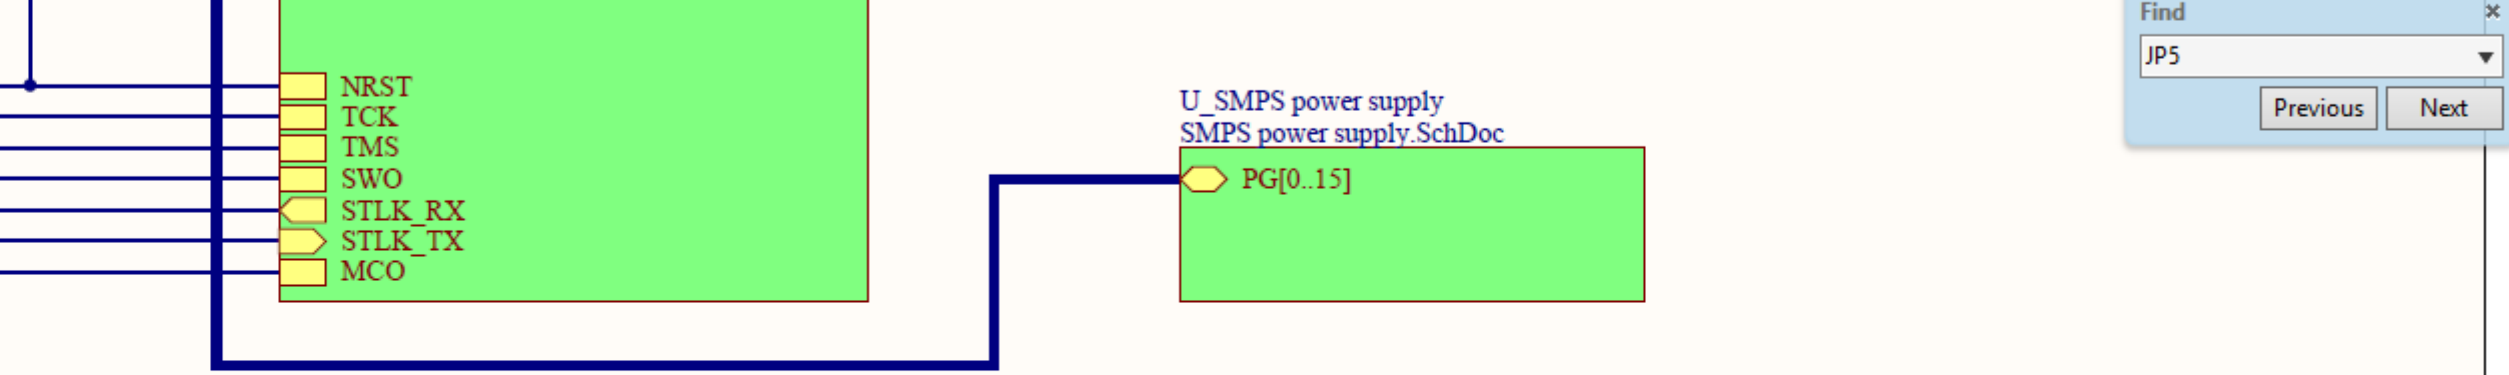 NRST
TCK
TMS
SWO
STLK_RX
STLK_TX
MCO
U_SMPS power supply
SMPS power supply.SchDoc
PG[0..15]
Find
JP5
Previous
Next